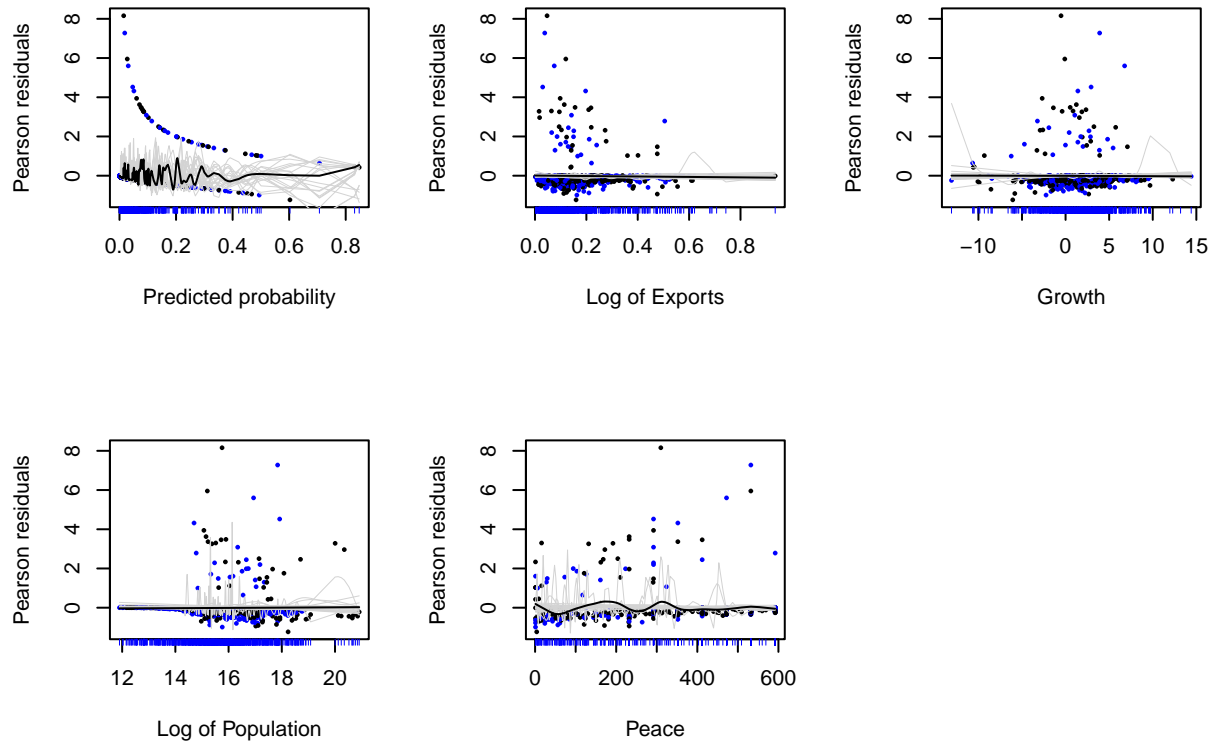 Pearson residuals
8
6
4
2
0
0.0 0.2 0.4 0.6 0.8
Predicted probability
Pearson residuals
8
6
4
2
0
0.0 0.2 0.4 0.6 0.8
Log of Exports
Pearson residuals
8
6
4
2
0
−10 0 5 10 15
Growth
Pearson residuals
8
6
4
2
0
12 14 16 18 20
Log of Population
Pearson residuals
8
6
4
2
0
0 200 400 600
Peace